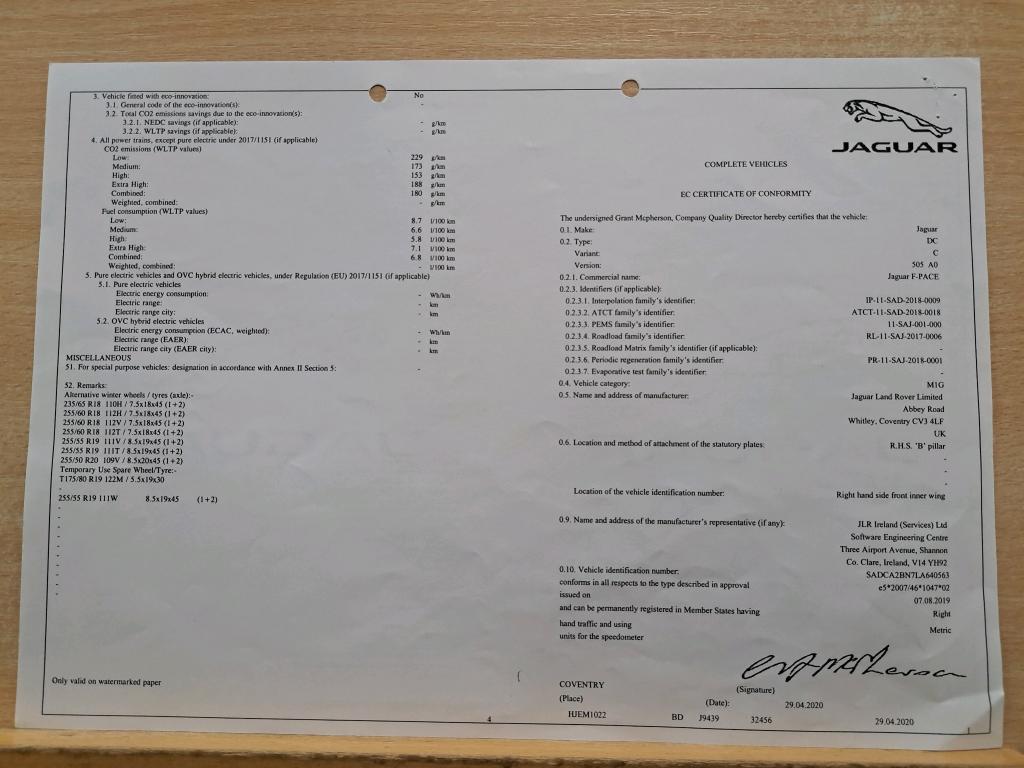 3. Vehicle fitted with eco-innovation: No
3.1. General code of the eco-innovation(s): -
3.2. Total CO2 emissions savings due to the eco-innovation(s):
3.2.1. NEDC savings (if applicable): - g/km
3.2.2. WLTP savings (if applicable): - g/km
4. All power trains, except pure electric under 2017/1151 (if applicable)
CO2 emissions (WLTP values)
Low: 229 g/km
Medium: 173 g/km
High: 153 g/km
Extra High: 188 g/km
Combined: 180 g/km
Weighted, combined: - g/km
Fuel consumption (WLTP values)
Low: 8.7 l/100 km
Medium: 6.6 l/100 km
High: 5.8 l/100 km
Extra High: 7.1 l/100 km
Combined: 6.8 l/100 km
Weighted, combined: - l/100 km
5. Pure electric vehicles and OVC hybrid electric vehicles, under Regulation (EU) 2017/1151 (if applicable)
5.1. Pure electric vehicles
Electric energy consumption: - Wh/km
Electric range: - km
Electric range city: - km
5.2. OVC hybrid electric vehicles
Electric energy consumption (ECAC, weighted): - Wh/km
Electric range (EAER): - km
Electric range city (EAER city): - km
MISCELLANEOUS
51. For special purpose vehicles: designation in accordance with Annex II Section 5: -
52. Remarks:
Alternative winter wheels / tyres (axle):-
235/65 R18 110H / 7.5x18x45 (1+2)
255/60 R18 112H / 7.5x18x45 (1+2)
255/60 R18 112V / 7.5x18x45 (1+2)
255/60 R18 112T / 7.5x18x45 (1+2)
255/55 R19 111V / 8.5x19x45 (1+2)
255/55 R19 111T / 8.5x19x45 (1+2)
255/50 R20 109V / 8.5x20x45 (1+2)
Temporary Use Spare Wheel/Tyre:-
T175/80 R19 122M / 5.5x19x30
-
255/55 R19 111W 8.5x19x45 (1+2)
-
-
-
-
-
-
-
-
-
-
Only valid on watermarked paper
4
JAGUAR
COMPLETE VEHICLES
EC CERTIFICATE OF CONFORMITY
The undersigned Grant Mcpherson, Company Quality Director hereby certifies that the vehicle:
0.1. Make: Jaguar
0.2. Type: DC
Variant: C
Version: 505 A0
0.2.1. Commercial name: Jaguar F-PACE
0.2.3. Identifiers (if applicable):
0.2.3.1. Interpolation family's identifier: IP-11-SAD-2018-0009
0.2.3.2. ATCT family's identifier: ATCT-11-SAD-2018-0018
0.2.3.3. PEMS family's identifier: 11-SAJ-001-000
0.2.3.4. Roadload family's identifier: RL-11-SAJ-2017-0006
0.2.3.5. Roadload Matrix family's identifier (if applicable): -
0.2.3.6. Periodic regeneration family's identifier: PR-11-SAJ-2018-0001
0.2.3.7. Evaporative test family's identifier: -
0.4. Vehicle category: M1G
0.5. Name and address of manufacturer: Jaguar Land Rover Limited
Abbey Road
Whitley, Coventry CV3 4LF
UK
0.6. Location and method of attachment of the statutory plates: R.H.S. 'B' pillar
-
-
-
Location of the vehicle identification number: Right hand side front inner wing
0.9. Name and address of the manufacturer's representative (if any): JLR Ireland (Services) Ltd
Software Engineering Centre
Three Airport Avenue, Shannon
Co. Clare, Ireland, V14 YH92
0.10. Vehicle identification number: SADCA2BN7LA640563
conforms in all respects to the type described in approval e5*2007/46*1047*02
issued on 07.08.2019
and can be permanently registered in Member States having Right
hand traffic and using
units for the speedometer Metric
COVENTRY (Signature)
(Place) (Date): 29.04.2020
HJEM1022 BD J9439 32456 29.04.2020